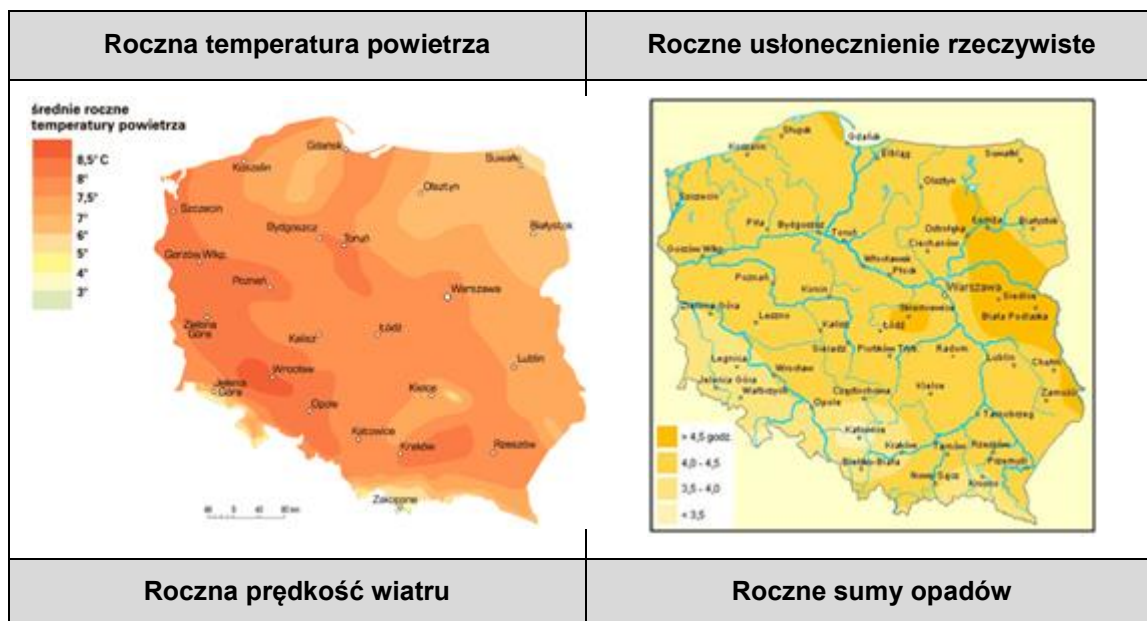 Roczna temperatura powietrza
Roczne usłonecznienie rzeczywiste
średnie roczne
temperatury powietrza
8,5° C
8°
7,5°
7°
6°
5°
4°
3°
Gdańsk
Koszalin
Suwałki
Olsztyn
Szczecin
Białystok
Bydgoszcz
Toruń
Gorzów Wlkp.
Poznań
Warszawa
Zielona
Góra
Kalisz
Łódź
Lublin
Wrocław
Jelenia
Góra
Kielce
Opole
Katowice
Kraków
Rzeszów
Zakopane
Słupsk
Gdańsk
Koszalin
Elbląg
Suwałki
Olsztyn
Szczecin
Łomża
Białystok
Piła
Bydgoszcz
Ostrołęka
Toruń
Ciechanów
Gorzów Wlkp.
Włocławek
Płock
Poznań
Konin
Warszawa
Siedlce
Zielona Góra
Skierniewice
Biała Podlaska
Leszno
Kalisz
Łódź
Sieradz
Piotrków Tryb.
Radom
Legnica
Lublin
Chełm
Wrocław
Jelenia Góra
Wałbrzych
Częstochowa
Kielce
Zamość
Opole
Tarnobrzeg
Katowice
Kraków
Tarnów
Rzeszów
Bielsko-Biała
Przemyśl
Nowy Sącz
Krosno
> 4,5 godz.
4,0 - 4,5
3,5 - 4,0
< 3,5
Roczna prędkość wiatru
Roczne sumy opadów